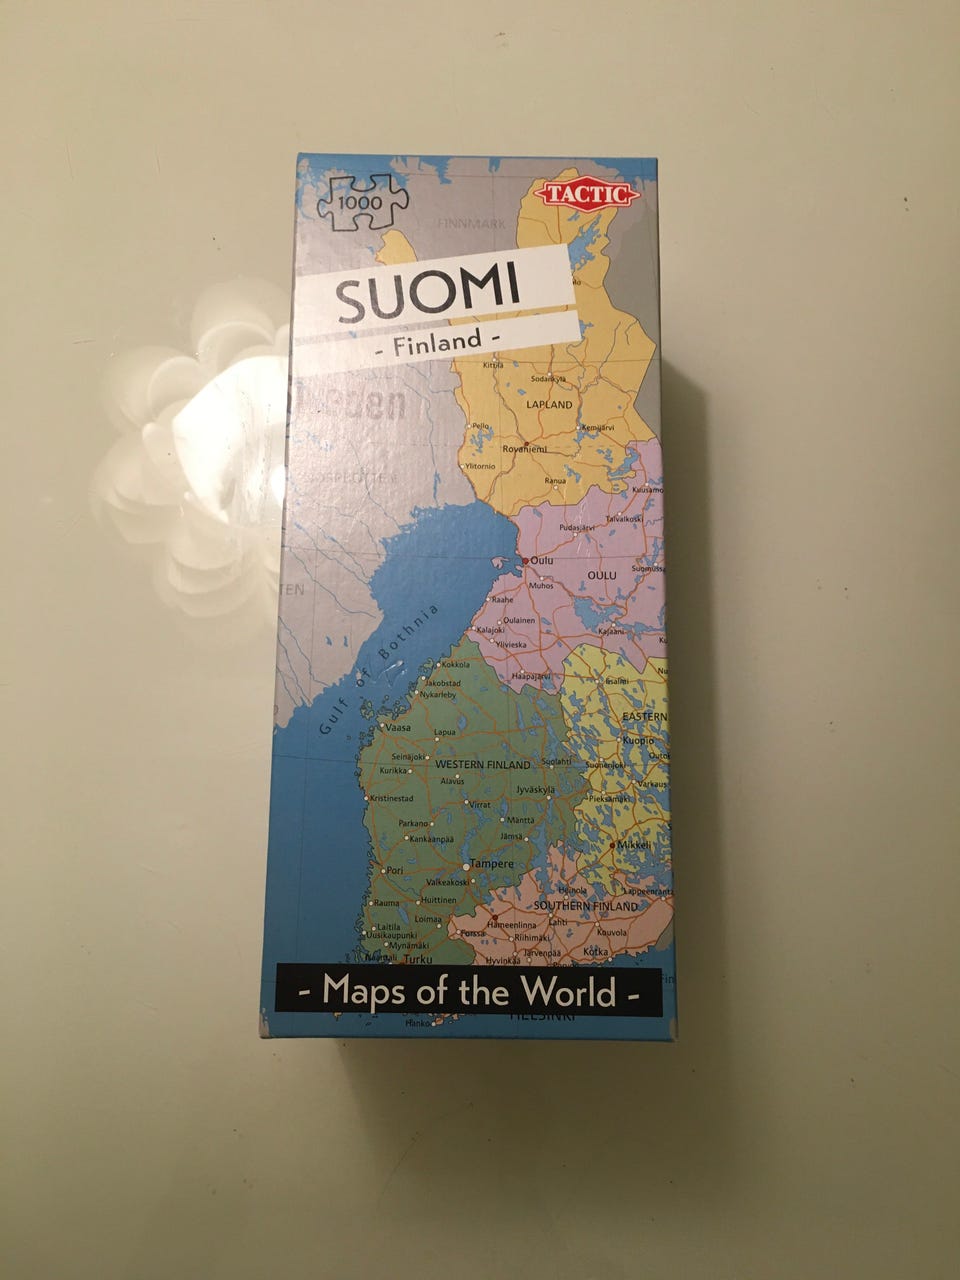 1000
TACTIC
FINNMARK
SUOMI
- Finland -
Kittilä
Sodankylä
LAPLAND
Pello
Kemijärvi
Rovaniemi
Ylitornio
Ranua
Kuusamo
Taivalkoski
Pudasjärvi
Oulu
OULU
Muhos
Raahe
Oulainen
Kalajoki
Kajaani
Ylivieska
Gulf of Bothnia
Kokkola
Haapajärvi
Iisalmi
Jakobstad
Nykarleby
EASTERN
Vaasa
Lapua
Kuopio
Seinäjoki
WESTERN FINLAND
Suolahti
Suonenjoki
Kurikka
Alavus
Varkaus
Jyväskylä
Kristinestad
Virrat
Pieksämäki
Parkano
Mänttä
Kankaanpää
Jämsä
Mikkeli
Tampere
Pori
Valkeakoski
Heinola
Lappeenranta
Rauma
Huittinen
SOUTHERN FINLAND
Loimaa
Hämeenlinna
Lahti
Laitila
Uusikaupunki
Forssa
Riihimäki
Kouvola
Mynämäki
Naantali
Turku
Hyvinkää
Järvenpää
Kotka
- Maps of the World -
HELSINKI
Hanko